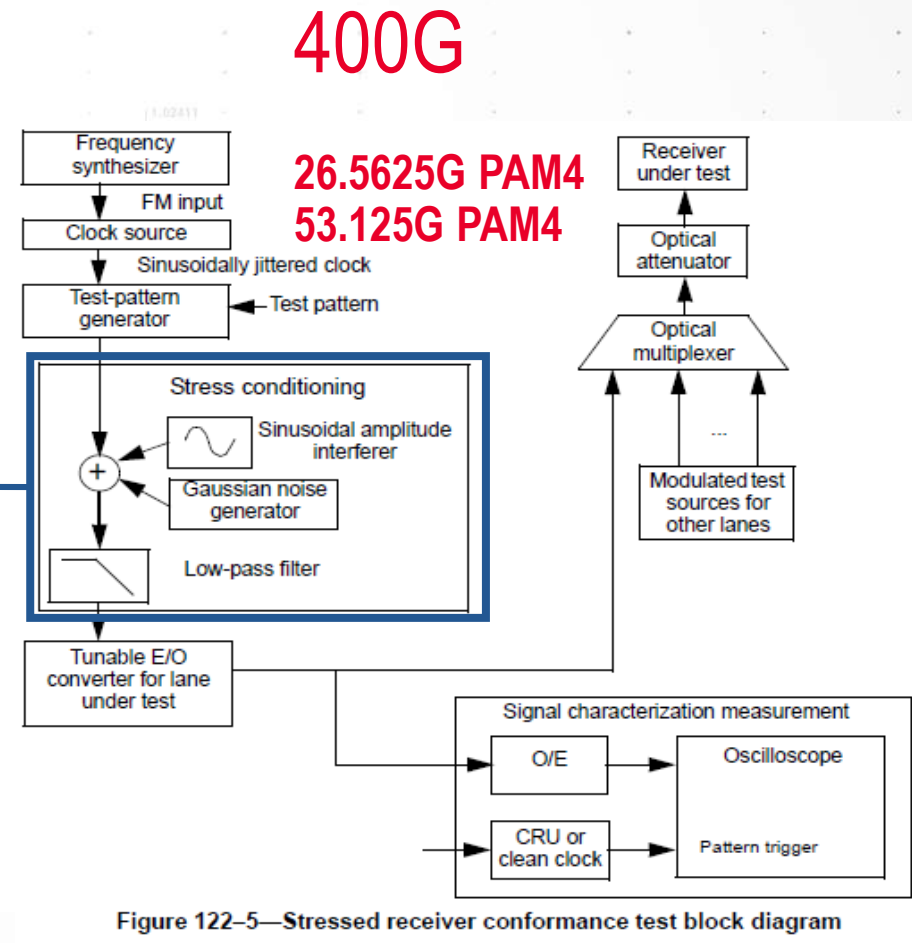 400G
26.5625G PAM4
53.125G PAM4
Frequency
synthesizer
FM input
Clock source
Sinusoidally jittered clock
Test-pattern
generator
Test pattern
Stress conditioning
Sinusoidal amplitude
interferer
+
Gaussian noise
generator
Low-pass filter
Tunable E/O
converter for lane
under test
Receiver
under test
Optical
attenuator
Optical
multiplexer
...
Modulated test
sources for
other lanes
Signal characterization measurement
O/E
Oscilloscope
CRU or
clean clock
Pattern trigger
Figure 122–5—Stressed receiver conformance test block diagram